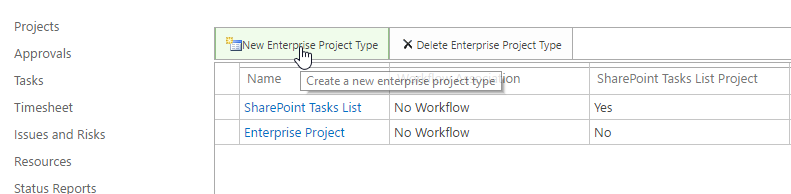 Projects
Approvals
Tasks
Timesheet
Issues and Risks
Resources
Status Reports
New Enterprise Project Type
Delete Enterprise Project Type
Name
SharePoint Tasks List Project
Create a new enterprise project type
SharePoint Tasks List No Workflow Yes
Enterprise Project No Workflow No